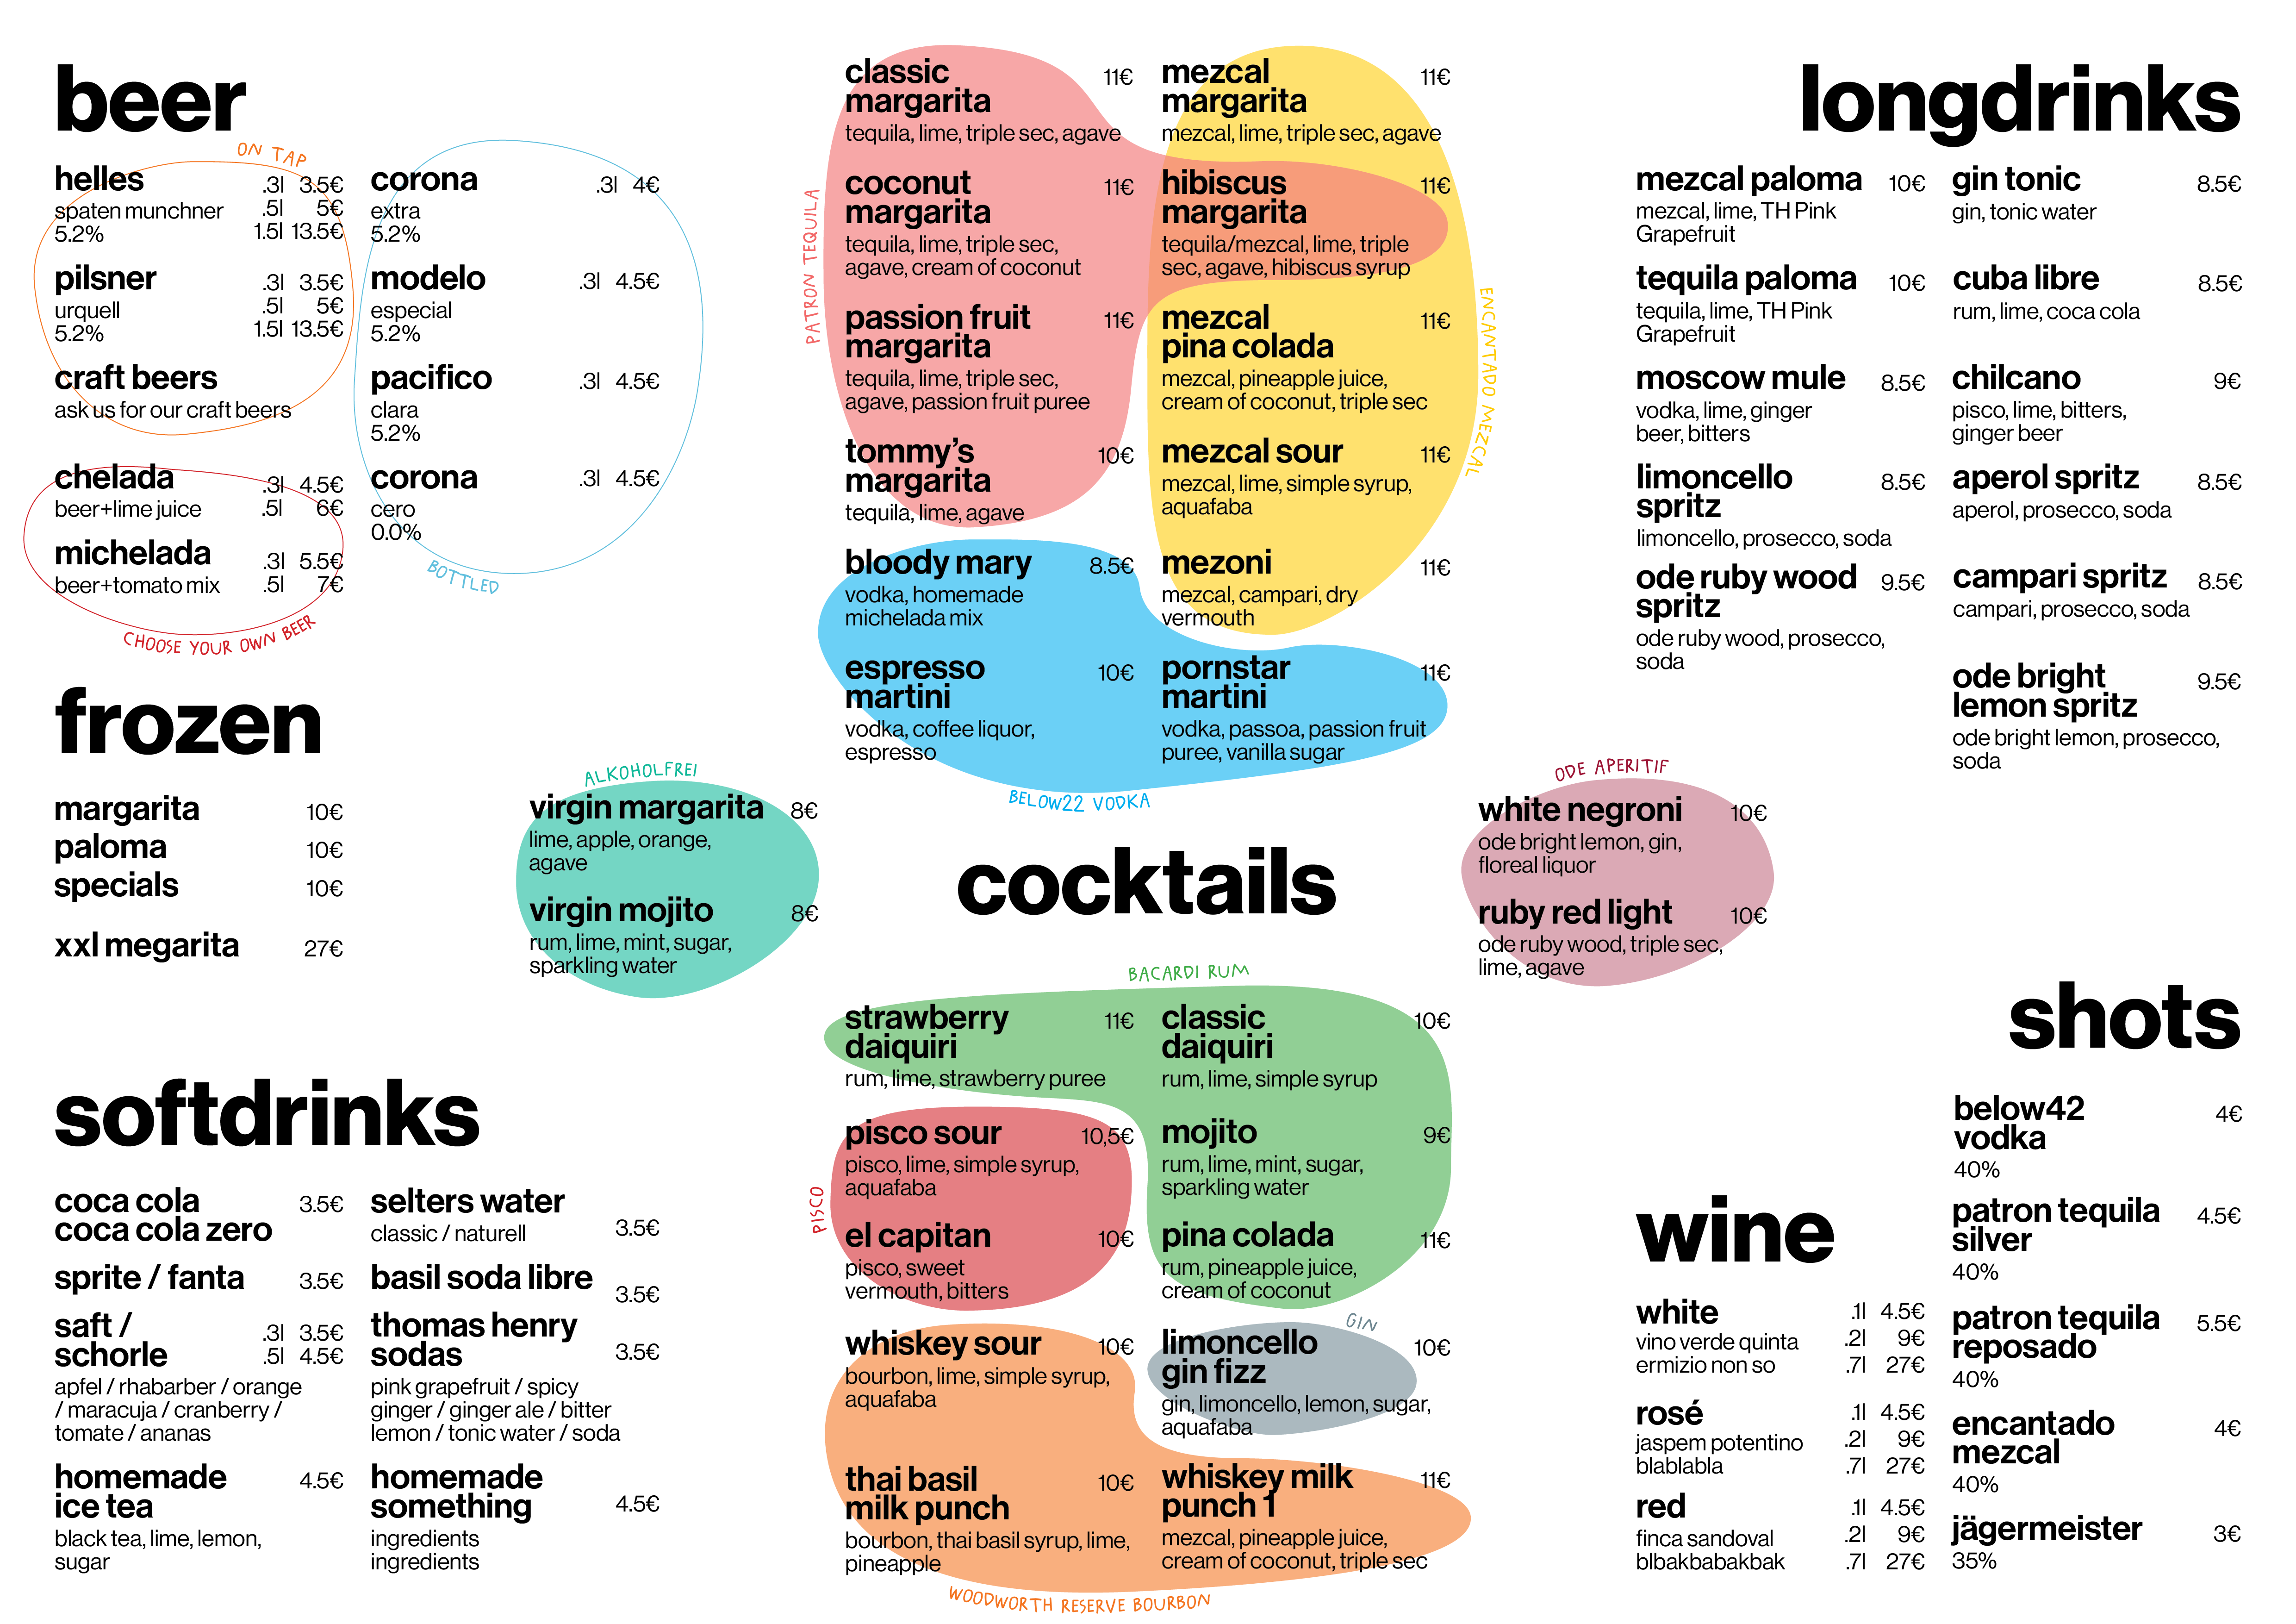 beer
ON TAP
helles .3l 3.5€
spaten munchner .5l 5€
5.2% 1.5l 13.5€
pilsner .3l 3.5€
urquell .5l 5€
5.2% 1.5l 13.5€
craft beers
ask us for our craft beers
chelada .3l 4.5€
beer+lime juice .5l 6€
michelada .3l 5.5€
beer+tomato mix .5l 7€
CHOOSE YOUR OWN BEER
corona .3l 4€
extra
5.2%
modelo .3l 4.5€
especial
5.2%
pacifico .3l 4.5€
clara
5.2%
corona .3l 4.5€
cero
0.0%
BOTTLED
frozen
margarita 10€
paloma 10€
specials 10€
xxl megarita 27€
ALKOHOLFREI
virgin margarita 8€
lime, apple, orange,
agave
virgin mojito 8€
rum, lime, mint, sugar,
sparkling water
softdrinks
coca cola 3.5€
coca cola zero
sprite / fanta 3.5€
saft / .3l 3.5€
schorle .5l 4.5€
apfel / rhabarber / orange
/ maracuja / cranberry /
tomate / ananas
homemade 4.5€
ice tea
black tea, lime, lemon,
sugar
selters water
classic / naturell 3.5€
basil soda libre
3.5€
thomas henry
sodas 3.5€
pink grapefruit / spicy
ginger / ginger ale / bitter
lemon / tonic water / soda
homemade
something 4.5€
ingredients
ingredients
PATRON TEQUILA
classic 11€
margarita
tequila, lime, triple sec, agave
coconut 11€
margarita
tequila, lime, triple sec,
agave, cream of coconut
passion fruit 11€
margarita
tequila, lime, triple sec,
agave, passion fruit puree
tommy's 10€
margarita
tequila, lime, agave
bloody mary 8.5€
vodka, homemade
michelada mix
espresso 10€
martini
vodka, coffee liquor,
espresso
mezcal 11€
margarita
mezcal, lime, triple sec, agave
hibiscus 11€
margarita
tequila/mezcal, lime, triple
sec, agave, hibiscus syrup
mezcal 11€
pina colada
mezcal, pineapple juice,
cream of coconut, triple sec
mezcal sour 11€
mezcal, lime, simple syrup,
aquafaba
mezoni 11€
mezcal, campari, dry
vermouth
pornstar 11€
martini
vodka, passoa, passion fruit
puree, vanilla sugar
ENCANTADO MEZCAL
BELOW22 VODKA
cocktails
ODE APERITIF
white negroni 10€
ode bright lemon, gin,
floreal liquor
ruby red light 10€
ode ruby wood, triple sec,
lime, agave
BACARDI RUM
strawberry 11€
daiquiri
rum, lime, strawberry puree
PISCO
pisco sour 10,5€
pisco, lime, simple syrup,
aquafaba
el capitan 10€
pisco, sweet
vermouth, bitters
whiskey sour 10€
bourbon, lime, simple syrup,
aquafaba
thai basil 10€
milk punch
bourbon, thai basil syrup, lime,
pineapple
classic 10€
daiquiri
rum, lime, simple syrup
mojito 9€
rum, lime, mint, sugar,
sparkling water
pina colada 11€
rum, pineapple juice,
cream of coconut
GIN
limoncello 10€
gin fizz
gin, limoncello, lemon, sugar,
aquafaba
whiskey milk 11€
punch 1
mezcal, pineapple juice,
cream of coconut, triple sec
WOODWORTH RESERVE BOURBON
longdrinks
mezcal paloma 10€
mezcal, lime, TH Pink
Grapefruit
tequila paloma 10€
tequila, lime, TH Pink
Grapefruit
moscow mule 8.5€
vodka, lime, ginger
beer, bitters
limoncello 8.5€
spritz
limoncello, prosecco, soda
ode ruby wood 9.5€
spritz
ode ruby wood, prosecco,
soda
gin tonic 8.5€
gin, tonic water
cuba libre 8.5€
rum, lime, coca cola
chilcano 9€
pisco, lime, bitters,
ginger beer
aperol spritz 8.5€
aperol, prosecco, soda
campari spritz 8.5€
campari, prosecco, soda
ode bright 9.5€
lemon spritz
ode bright lemon, prosecco,
soda
wine
white .1l 4.5€
vino verde quinta .2l 9€
ermizio non so .7l 27€
rosé .1l 4.5€
jaspem potentino .2l 9€
blablabla .7l 27€
red .1l 4.5€
finca sandoval .2l 9€
blbakbabakbak .7l 27€
shots
below42 4€
vodka
40%
patron tequila 4.5€
silver
40%
patron tequila 5.5€
reposado
40%
encantado 4€
mezcal
40%
jägermeister 3€
35%